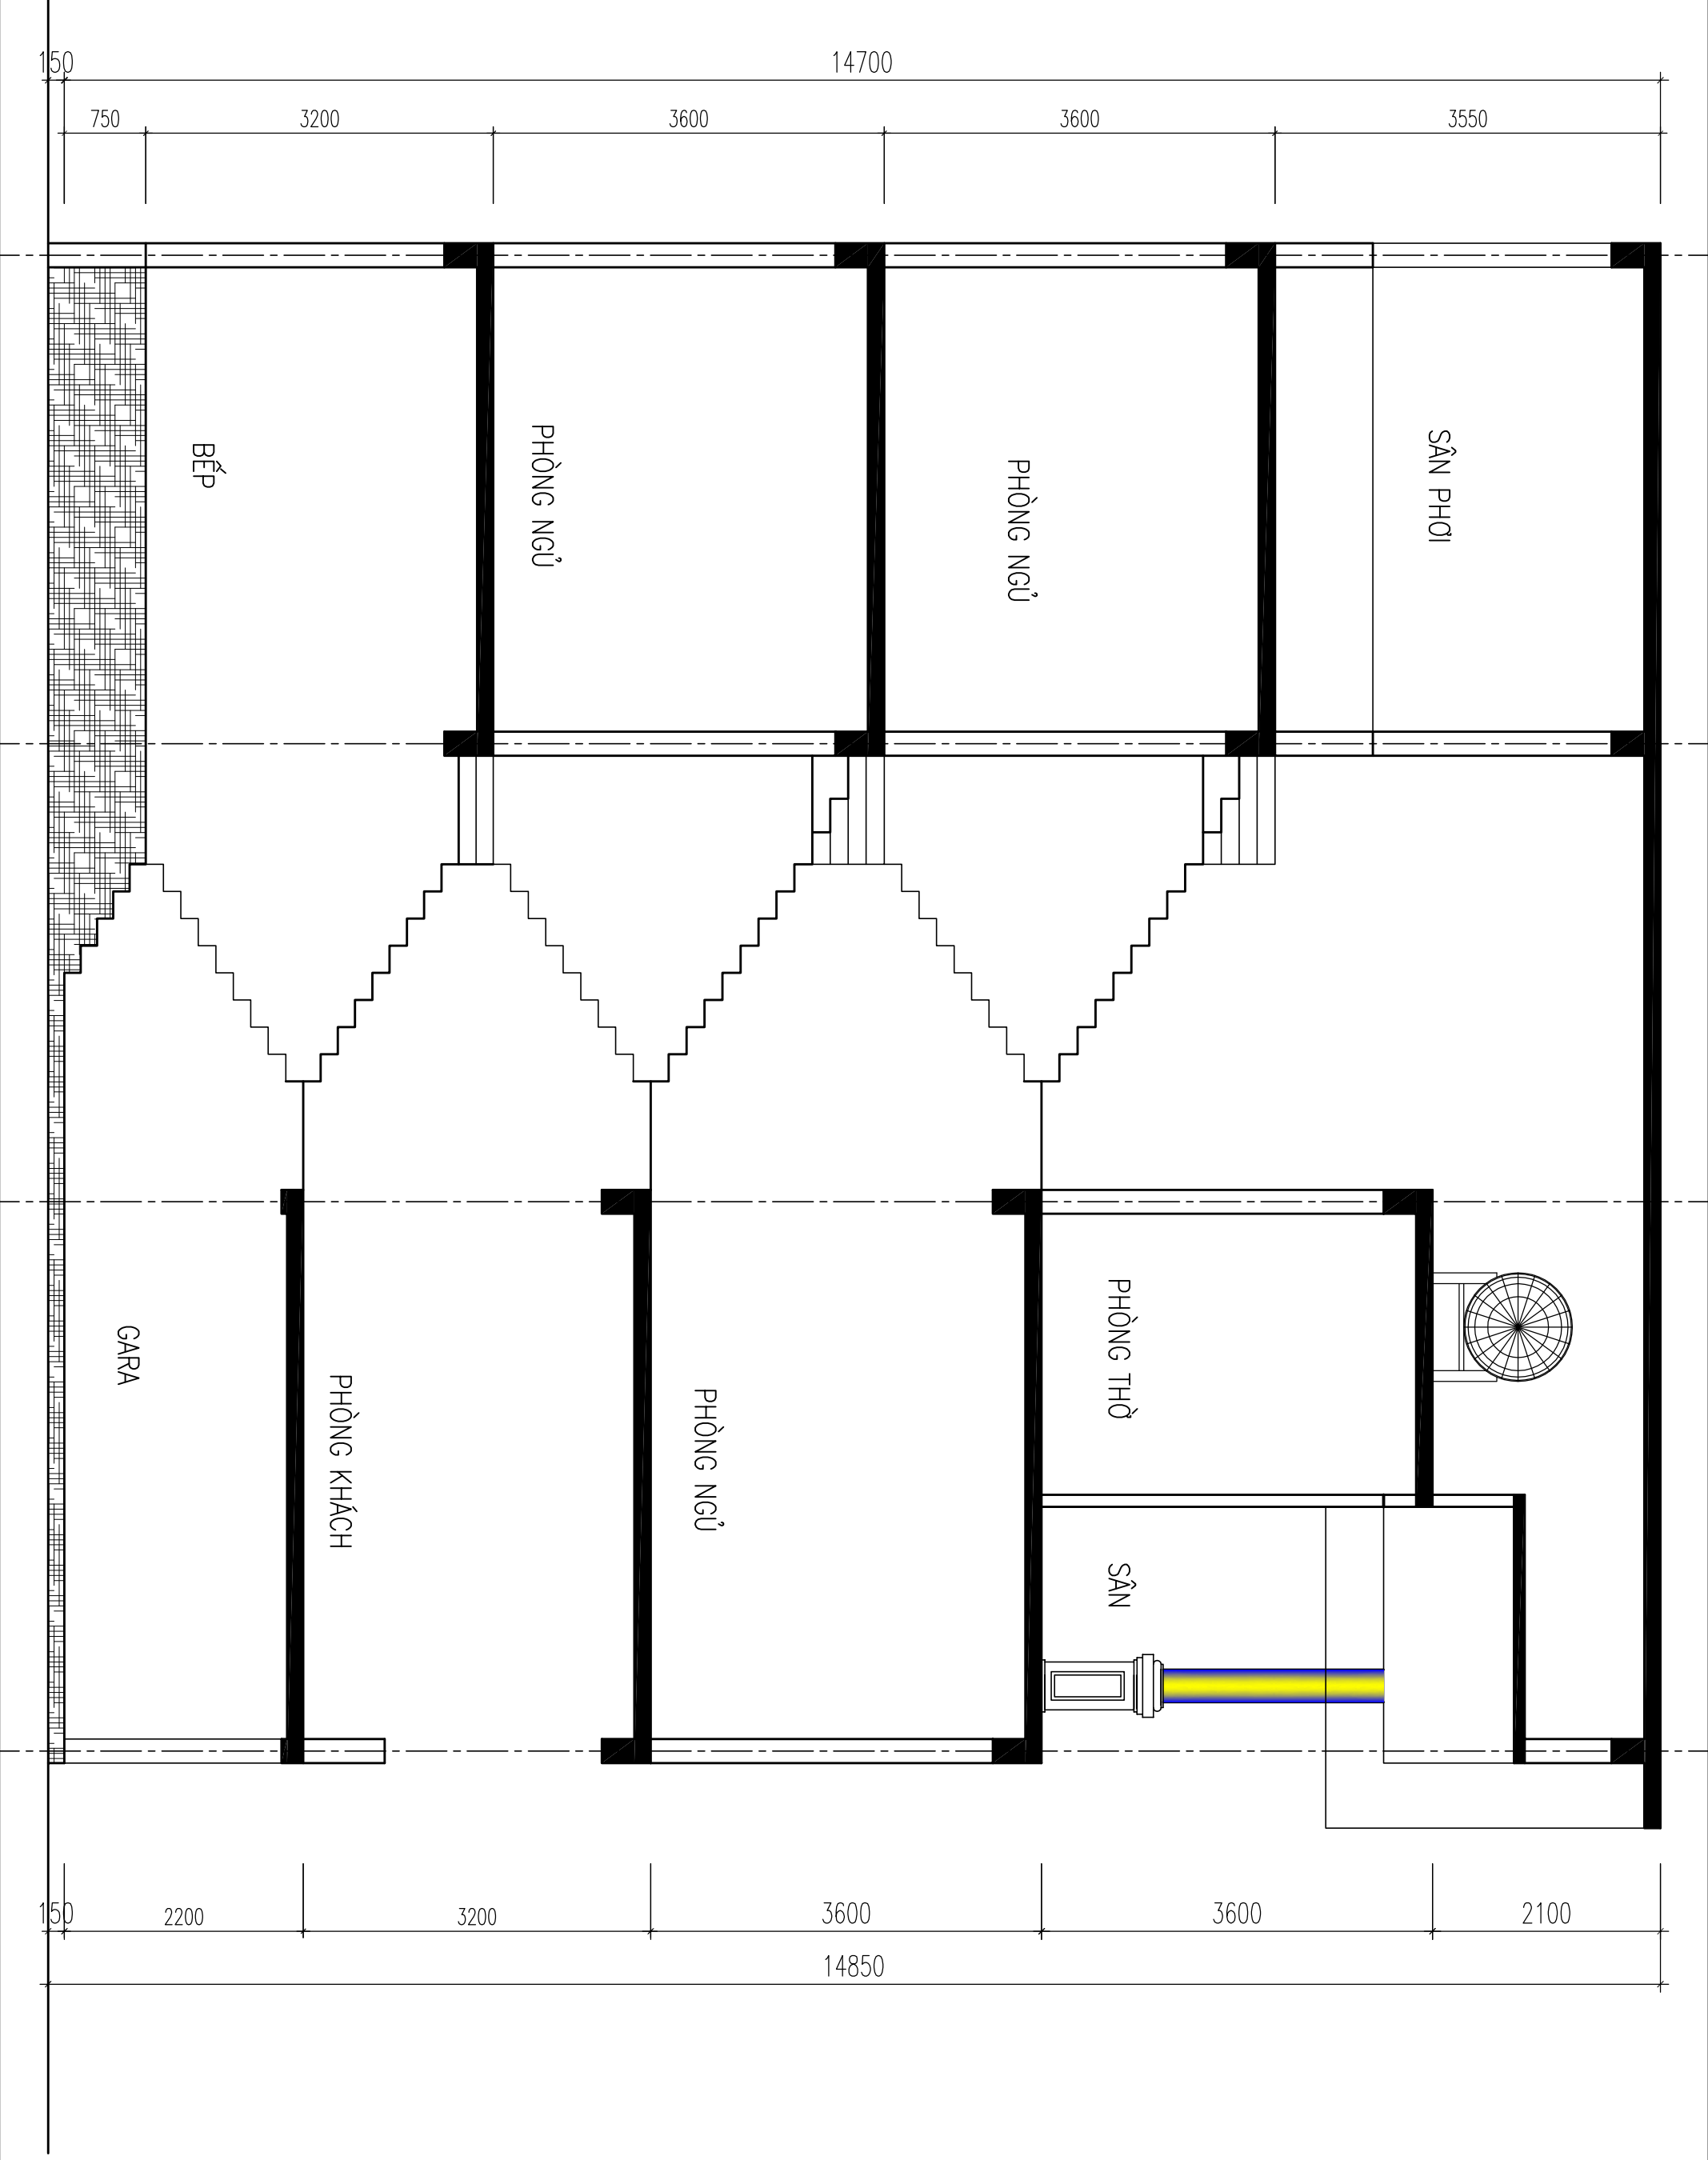 150
14700
750
3200
3600
3600
3550
BẾP
PHÒNG NGỦ
PHÒNG NGỦ
SÂN PHƠI
GARA
PHÒNG KHÁCH
PHÒNG NGỦ
PHÒNG THỜ
SÂN
150
2200
3200
3600
3600
2100
14850